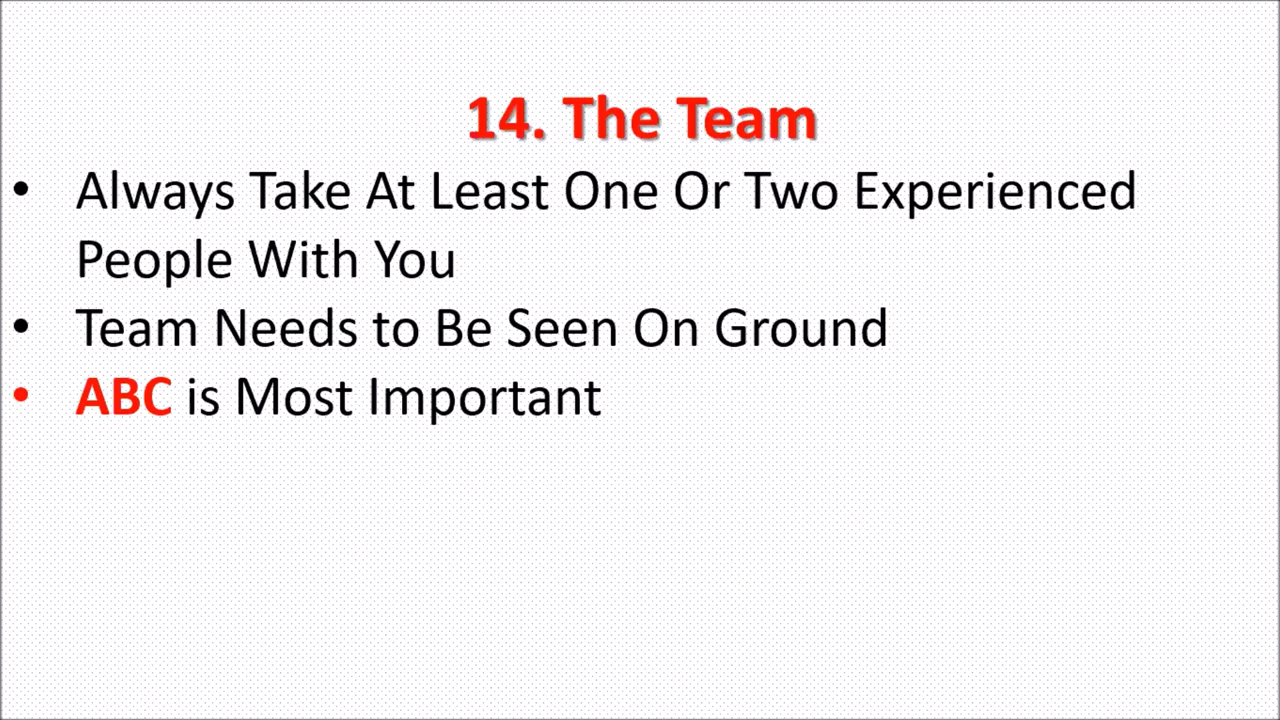 14. The Team
• Always Take At Least One Or Two Experienced
People With You
• Team Needs to Be Seen On Ground
• ABC is Most Important